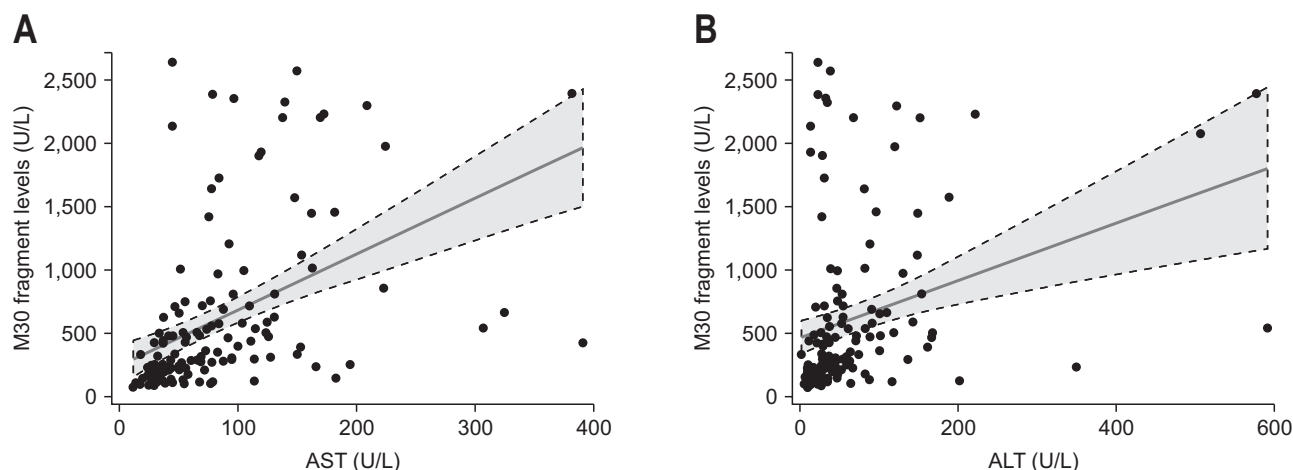 A
M30 fragment levels (U/L)
2,500
2,000
1,500
1,000
500
0
0 100 200 300 400
AST (U/L)
B
M30 fragment levels (U/L)
2,500
2,000
1,500
1,000
500
0
0 200 400 600
ALT (U/L)